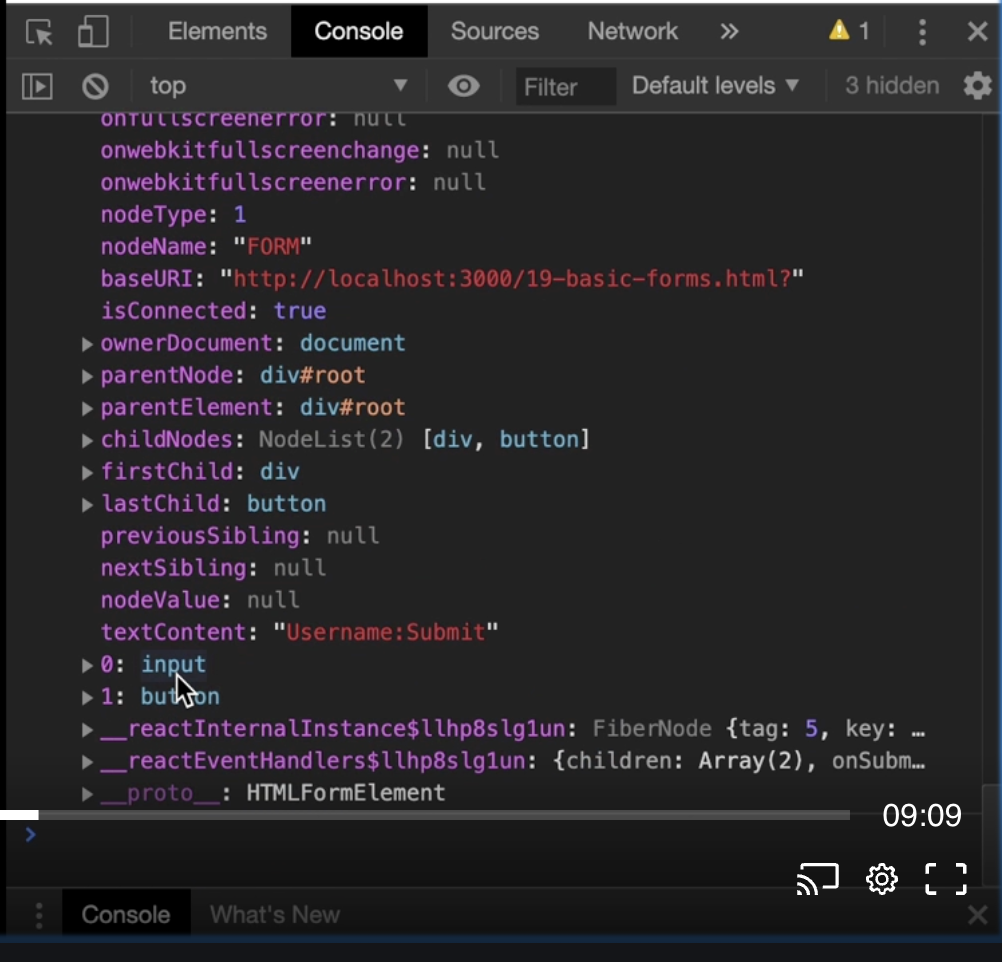 Elements Console Sources Network » 1
top Filter Default levels ▼ 3 hidden
onfullscreenerror: null
onwebkitfullscreenchange: null
onwebkitfullscreenerror: null
nodeType: 1
nodeName: "FORM"
baseURI: "http://localhost:3000/19-basic-forms.html?"
isConnected: true
ownerDocument: document
parentNode: div#root
parentElement: div#root
childNodes: NodeList(2) [div, button]
firstChild: div
lastChild: button
previousSibling: null
nextSibling: null
nodeValue: null
textContent: "Username:Submit"
0: input
1: button
__reactInternalInstance$llhp8slg1un: FiberNode {tag: 5, key: …
__reactEventHandlers$llhp8slg1un: {children: Array(2), onSubm…
__proto__: HTMLFormElement
09:09
Console What's New